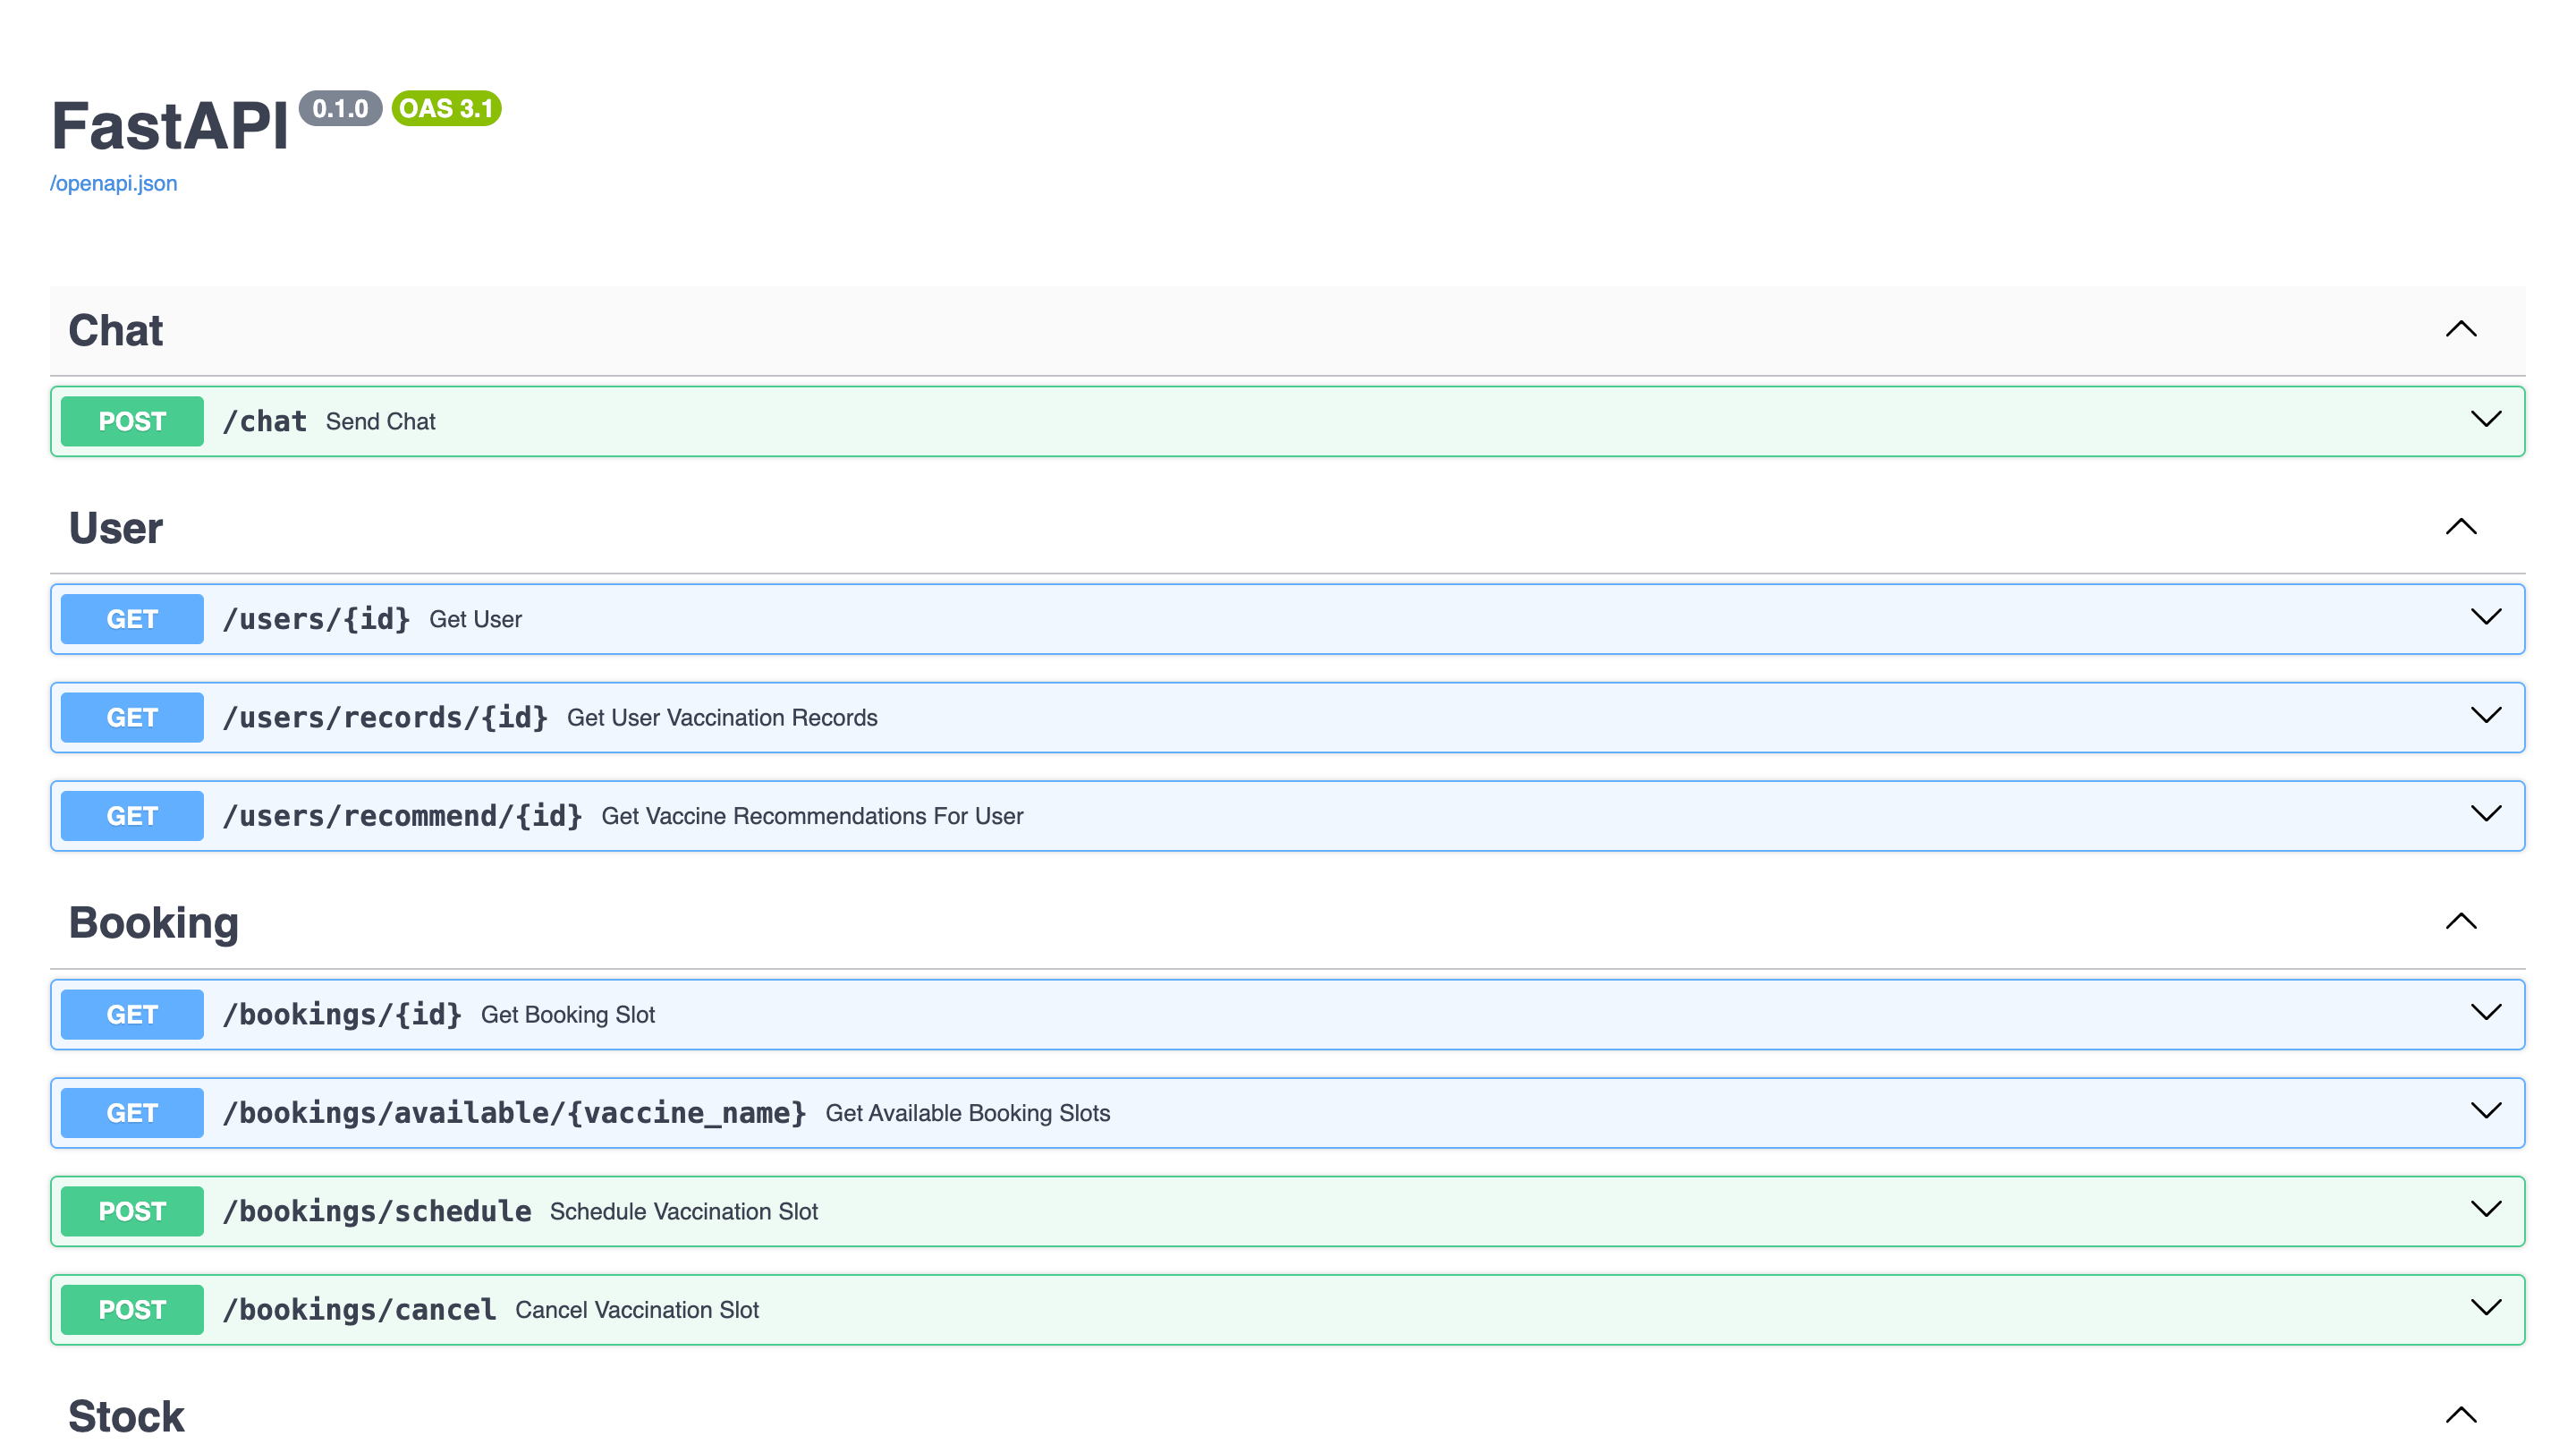 FastAPI 0.1.0 OAS 3.1
/openapi.json
Chat
POST /chat Send Chat
User
GET /users/{id} Get User
GET /users/records/{id} Get User Vaccination Records
GET /users/recommend/{id} Get Vaccine Recommendations For User
Booking
GET /bookings/{id} Get Booking Slot
GET /bookings/available/{vaccine_name} Get Available Booking Slots
POST /bookings/schedule Schedule Vaccination Slot
POST /bookings/cancel Cancel Vaccination Slot
Stock